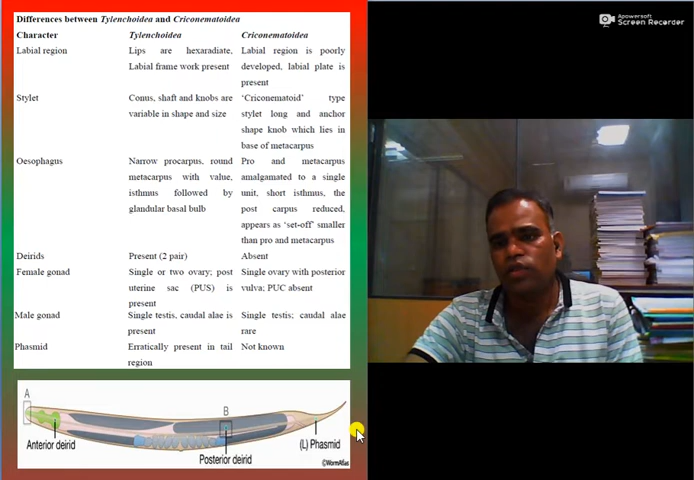 Apowersoft
Screen Recorder
Differences between Tylenchoidea and Criconematoidea
Character Tylenchoidea Criconematoidea
Labial region Lips are hexaradiate, Labial region is poorly
Labial frame work present developed, labial plate is
present
Stylet Conus, shaft and knobs are ‘Criconematoid’ type
variable in shape and size stylet long and anchor
shape knob which lies in
base of metacarpus
Oesophagus Narrow procarpus, round Pro and metacarpus
metacarpus with value, amalgamated to a single
isthmus followed by unit, short isthmus, the
glandular basal bulb post carpus reduced,
appears as ‘set-off’ smaller
than pro and metacarpus
Deirids Present (2 pair) Absent
Female gonad Single or two ovary; post Single ovary with posterior
uterine sac (PUS) is vulva; PUC absent
present
Male gonad Single testis, caudal alae is Single testis; caudal alae
present rare
Phasmid Erratically present in tail Not known
region
A
B
Anterior deirid
Posterior deirid
(L) Phasmid
©WormAtlas